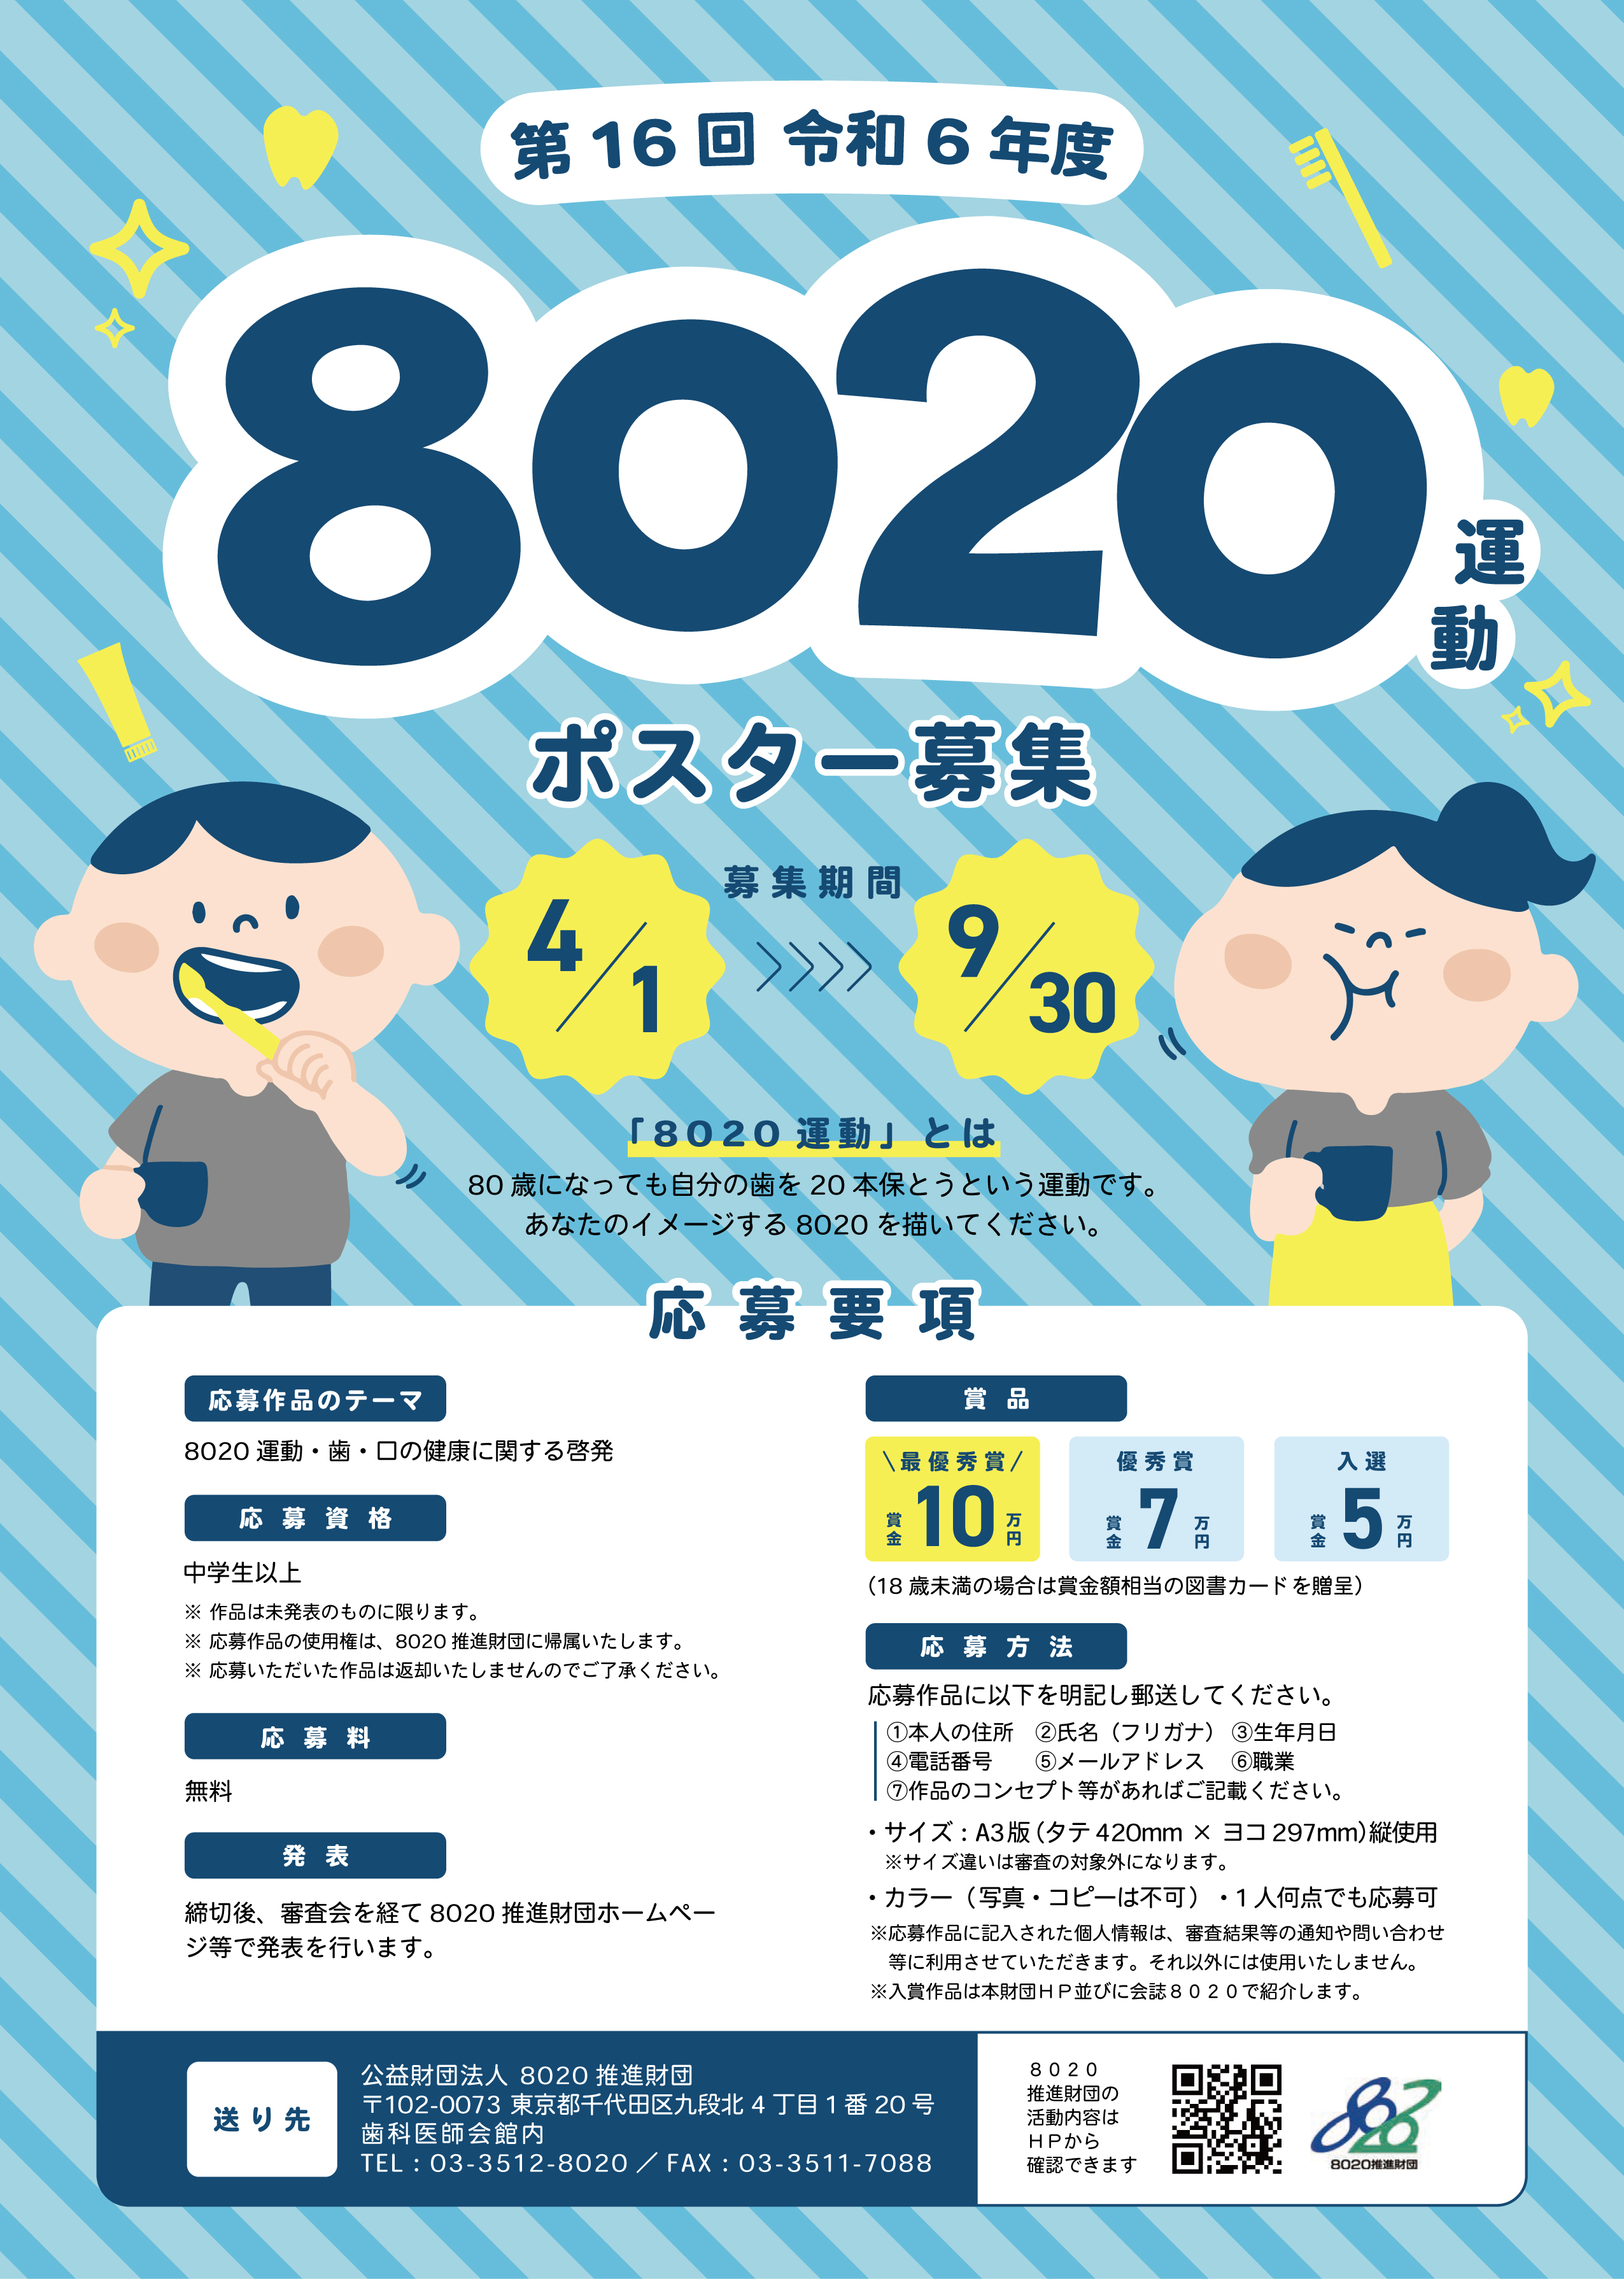 第16回 令和6年度
8020
運動
ポスター募集
募集期間
4/1
9/30
「8020運動」とは
80歳になっても自分の歯を20本保とうという運動です。
あなたのイメージする8020を描いてください。
応募要項
応募作品のテーマ
8020運動・歯・口の健康に関する啓発
応募資格
中学生以上
※ 作品は未発表のものに限ります。
※ 応募作品の使用権は、8020推進財団に帰属いたします。
※ 応募いただいた作品は返却いたしませんのでご了承ください。
応募料
無料
発表
締切後、審査会を経て8020推進財団ホームペー
ジ等で発表を行います。
賞品
\最優秀賞/
賞金10万円
優秀賞
賞金7万円
入選
賞金5万円
(18歳未満の場合は賞金額相当の図書カードを贈呈)
応募方法
応募作品に以下を明記し郵送してください。
①本人の住所 ②氏名(フリガナ) ③生年月日
④電話番号 ⑤メールアドレス ⑥職業
⑦作品のコンセプト等があればご記載ください。
・サイズ:A3版(タテ420mm × ヨコ297mm)縦使用
※サイズ違いは審査の対象外になります。
・カラー(写真・コピーは不可) ・1人何点でも応募可
※応募作品に記入された個人情報は、審査結果等の通知や問い合わせ
等に利用させていただきます。それ以外には使用いたしません。
※入賞作品は本財団HP並びに会誌8020で紹介します。
送り先
公益財団法人 8020推進財団
〒102-0073 東京都千代田区九段北4丁目1番20号
歯科医師会館内
TEL:03-3512-8020/FAX:03-3511-7088
8020
推進財団の
活動内容は
HPから
確認できます
8020
8020推進財団